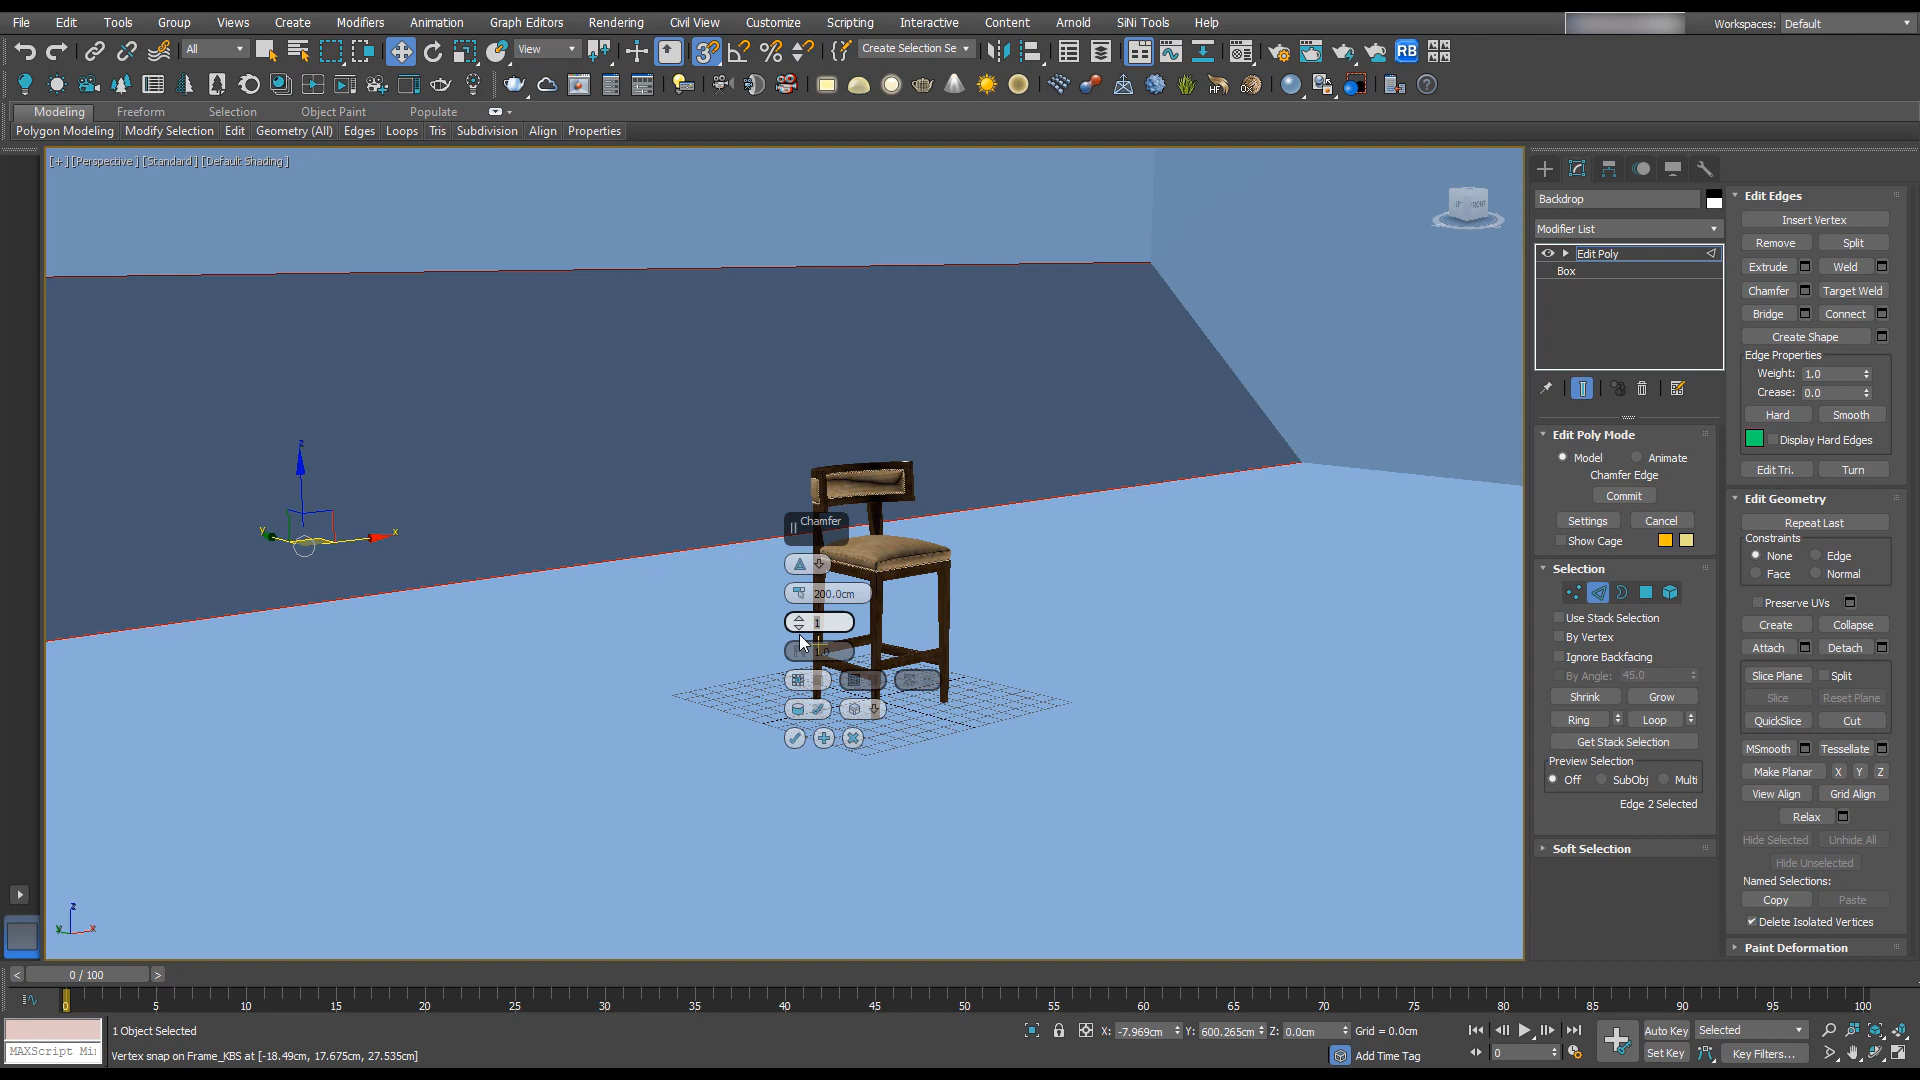 File Edit Tools Group Views Create Modifiers Animation Graph Editors Rendering Civil View Customize Scripting Interactive Content Arnold SiNi Tools Help Workspaces: Default
All View Create Selection Se RB
Modeling Freeform Selection Object Paint Populate
Polygon Modeling Modify Selection Edit Geometry (All) Edges Loops Tris Subdivision Align Properties
[+] [Perspective] [Standard] [Default Shading]
FRONT
Chamfer
200.0cm
1
1.0
z
y
x
z
y
x
Backdrop
Modifier List
Edit Poly
Box
Edit Poly Mode
Model Animate
Chamfer Edge
Commit
Settings Cancel
Show Cage
Selection
Use Stack Selection
By Vertex
Ignore Backfacing
By Angle: 45.0
Shrink Grow
Ring Loop
Get Stack Selection
Preview Selection
Off SubObj Multi
Edge 2 Selected
Soft Selection
Edit Edges
Insert Vertex
Remove Split
Extrude Weld
Chamfer Target Weld
Bridge Connect
Create Shape
Edge Properties
Weight: 1.0
Crease: 0.0
Hard Smooth
Display Hard Edges
Edit Tri. Turn
Edit Geometry
Repeat Last
Constraints
None Edge
Face Normal
Preserve UVs
Create Collapse
Attach Detach
Slice Plane Split
Slice Reset Plane
QuickSlice Cut
MSmooth Tessellate
Make Planar X Y Z
View Align Grid Align
Relax
Hide Selected Unhide All
Hide Unselected
Named Selections:
Copy Paste
Delete Isolated Vertices
Paint Deformation
< 0 / 100 >
0 5 10 15 20 25 30 35 40 45 50 55 60 65 70 75 80 85 90 95 100
1 Object Selected X: -7.969cm Y: 600.265cm Z: 0.0cm Grid = 0.0cm Auto Key Selected
MAXScript Mi Vertex snap on Frame_KBS at [-18.49cm, 17.675cm, 27.535cm] Add Time Tag 0 Set Key Key Filters...